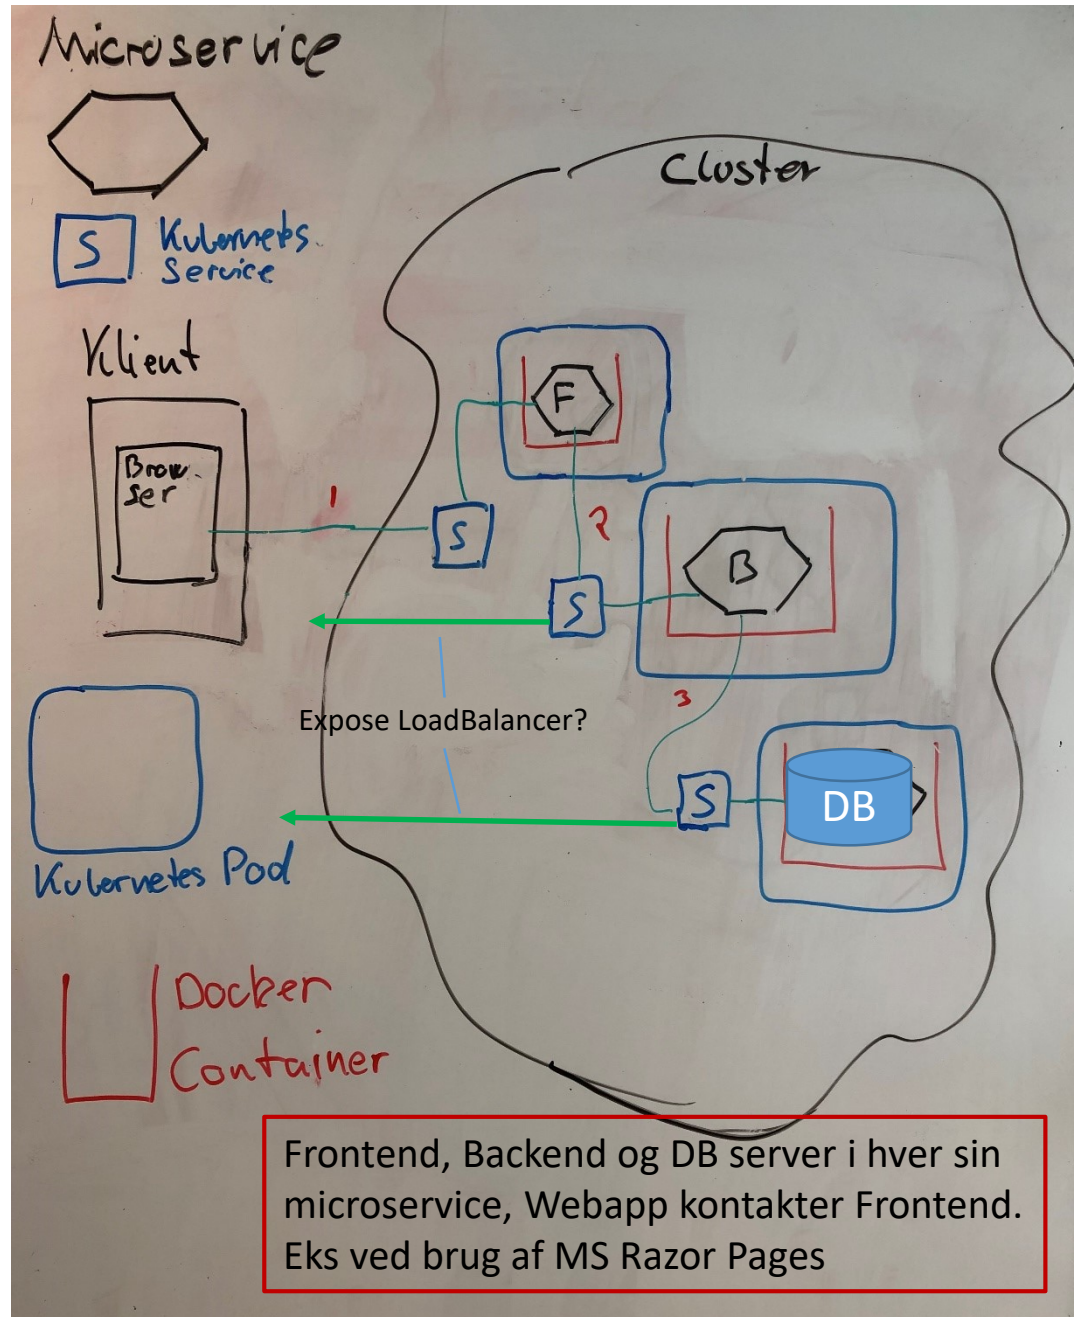 Microservice
Cluster
S
Kubernetes
Service
Klient
Brow-
ser
1
F
S
2
B
S
3
Expose LoadBalancer?
S
DB
Kubernetes Pod
Docker
Container
Frontend, Backend og DB server i hver sin
microservice, Webapp kontakter Frontend.
Eks ved brug af MS Razor Pages